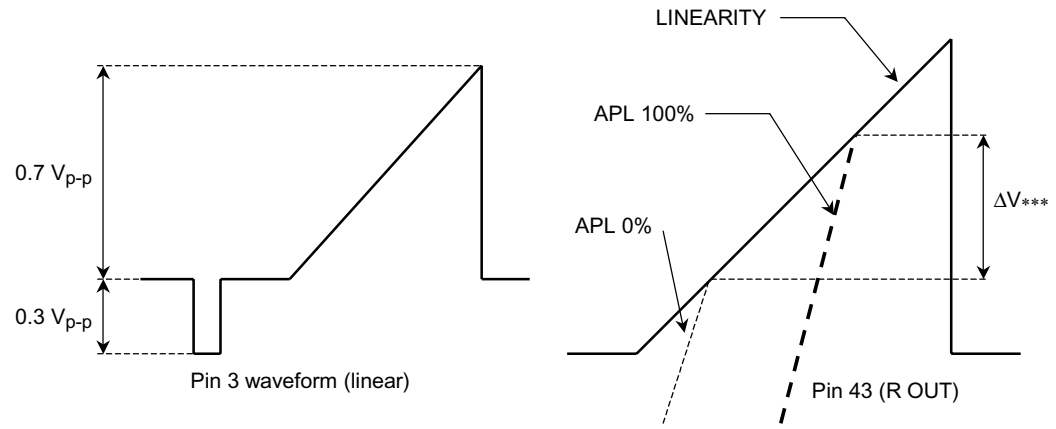 0.7 Vp-p
0.3 Vp-p
Pin 3 waveform (linear)
LINEARITY
APL 100%
APL 0%
ΔV***
Pin 43 (R OUT)